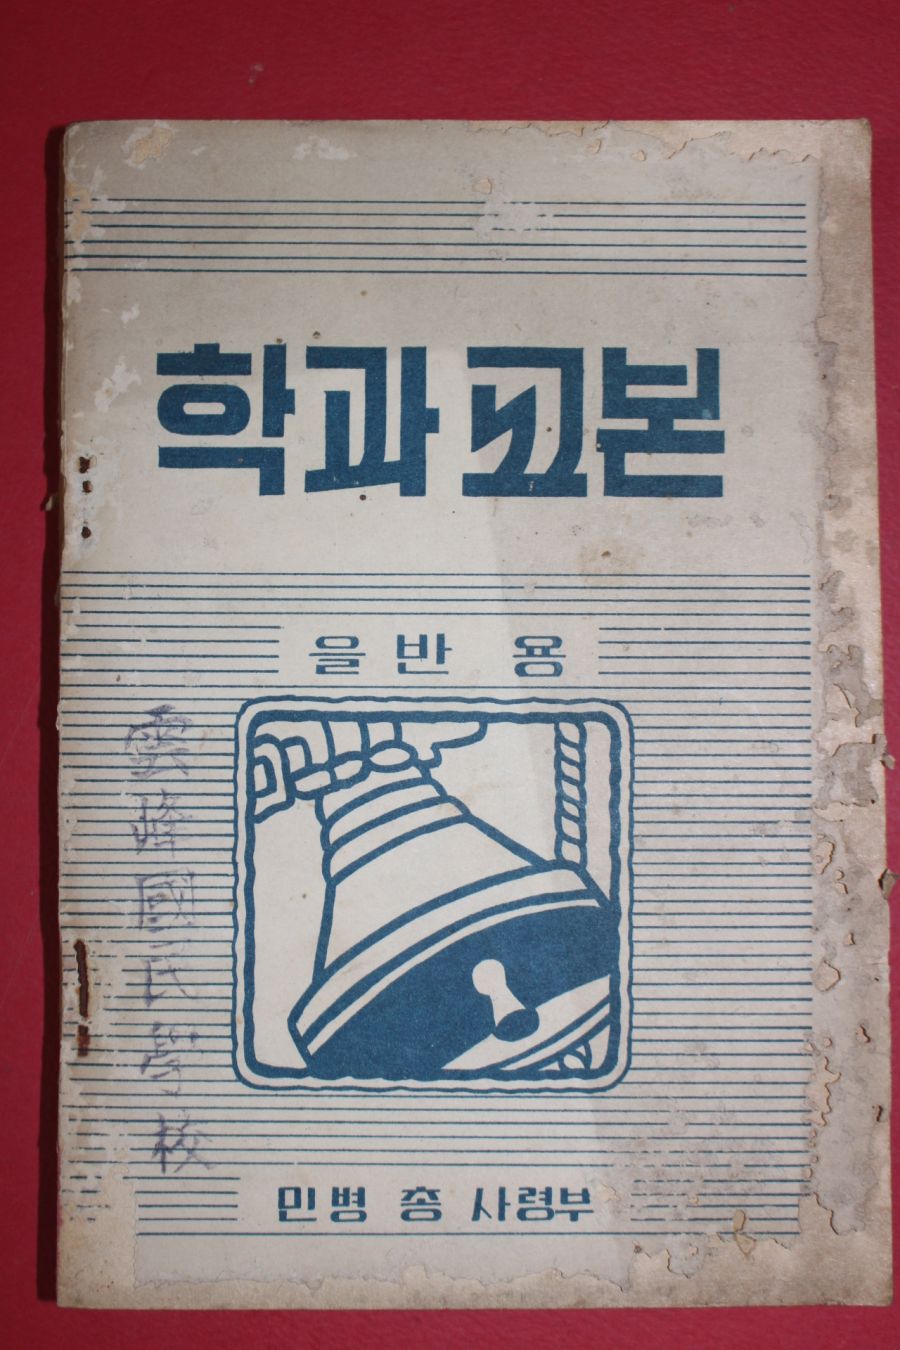 학과 교본
을반 용
민병 총 사령부
國民學校